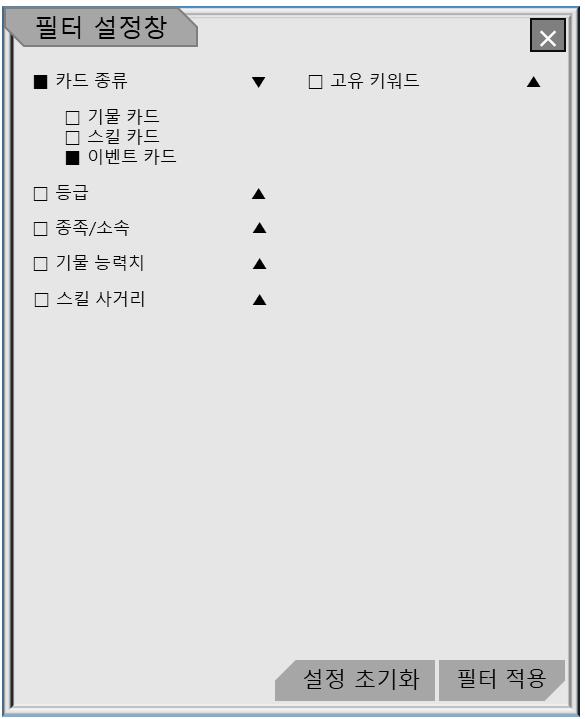 필터 설정창
■ 카드 종류 ▼
□ 기물 카드
□ 스킬 카드
■ 이벤트 카드
□ 등급 ▲
□ 종족/소속 ▲
□ 기물 능력치 ▲
□ 스킬 사거리 ▲
□ 고유 키워드 ▲
설정 초기화
필터 적용